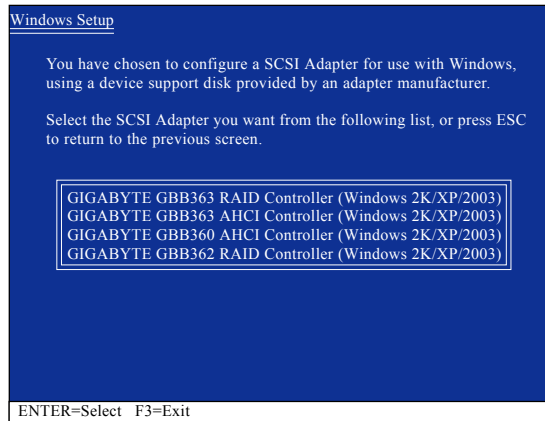 Windows Setup
You have chosen to configure a SCSI Adapter for use with Windows,
using a device support disk provided by an adapter manufacturer.
Select the SCSI Adapter you want from the following list, or press ESC
to return to the previous screen.
GIGABYTE GBB363 RAID Controller (Windows 2K/XP/2003)
GIGABYTE GBB363 AHCI Controller (Windows 2K/XP/2003)
GIGABYTE GBB360 AHCI Controller (Windows 2K/XP/2003)
GIGABYTE GBB362 RAID Controller (Windows 2K/XP/2003)
ENTER=Select F3=Exit